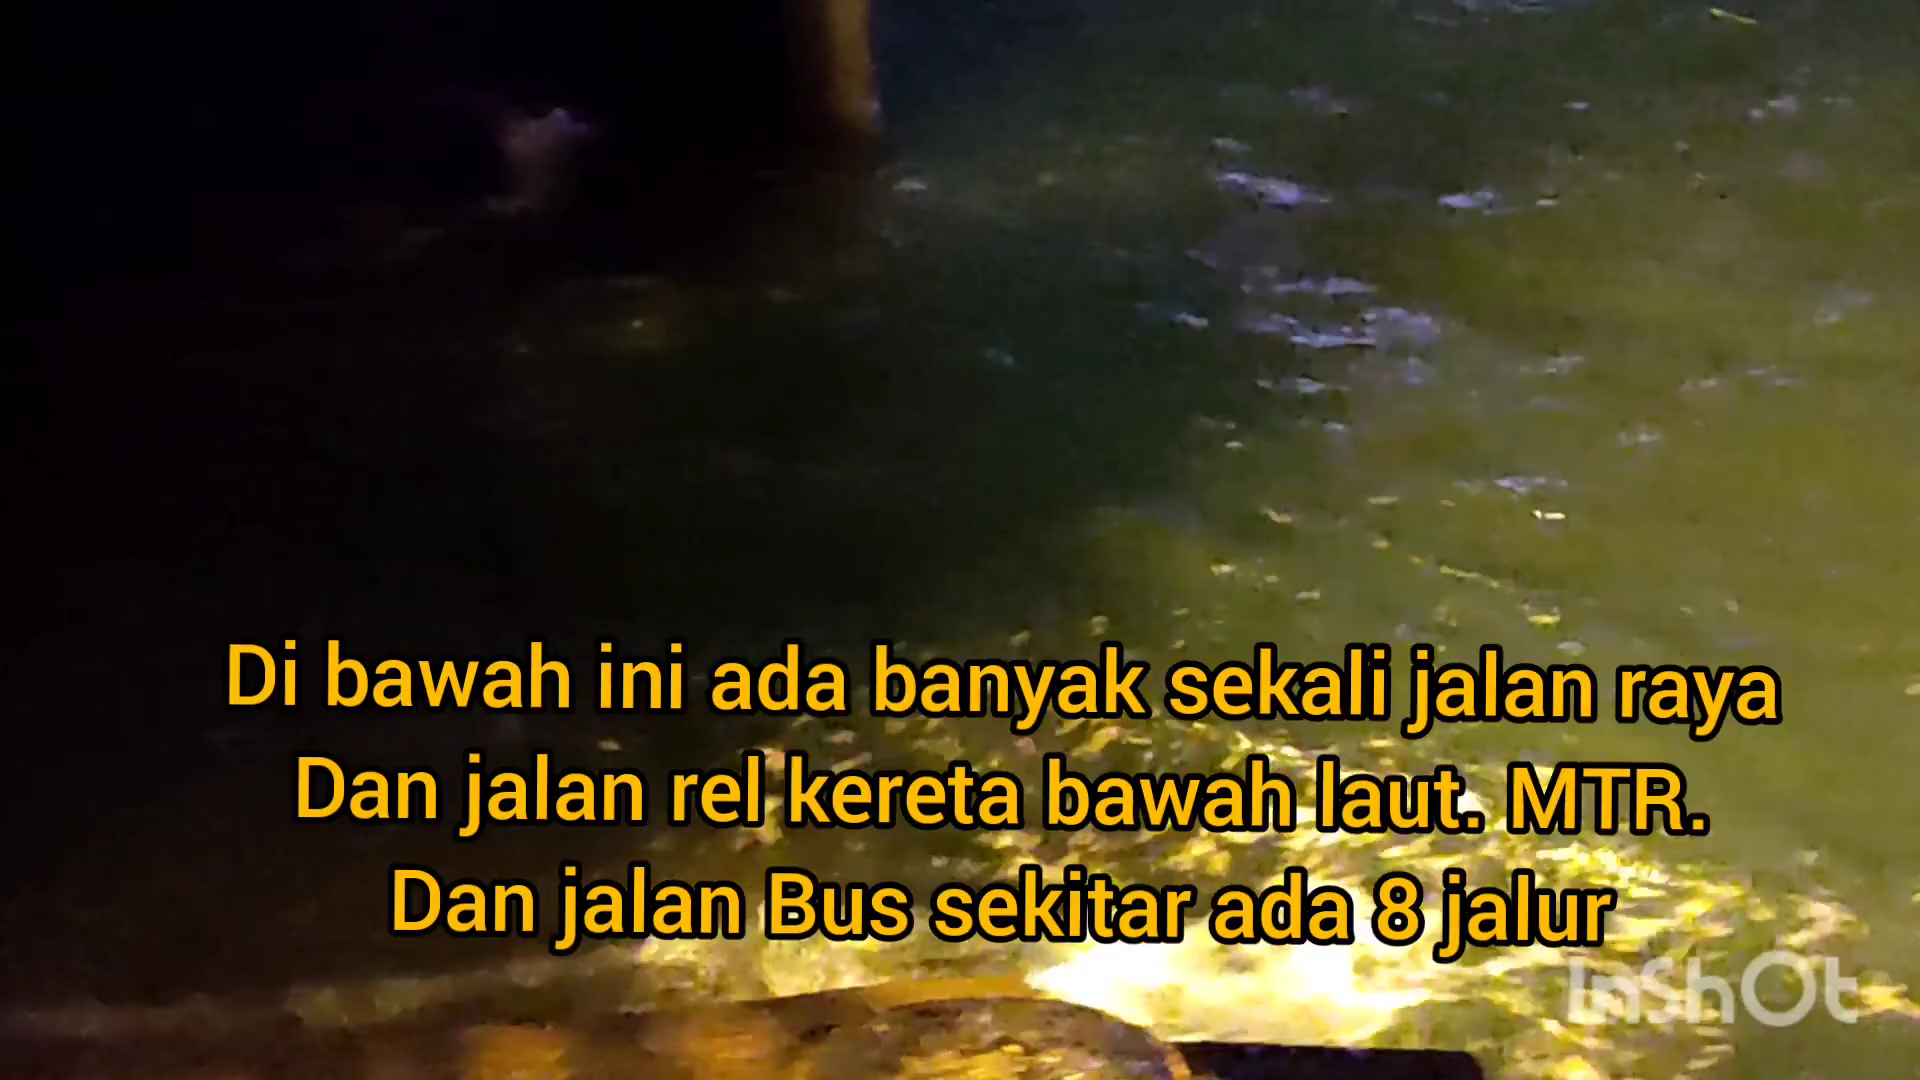 Di bawah ini ada banyak sekali jalan raya
Dan jalan rel kereta bawah laut. MTR.
Dan jalan Bus sekitar ada 8 jalur
InShOt